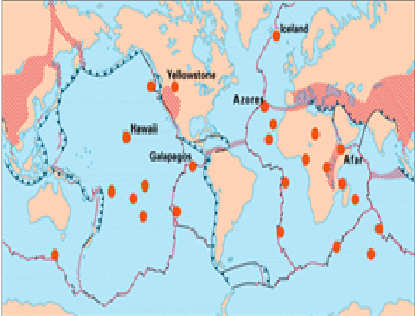 Iceland
Yellowstone
Azores
Hawaii
Galapagos
Afar